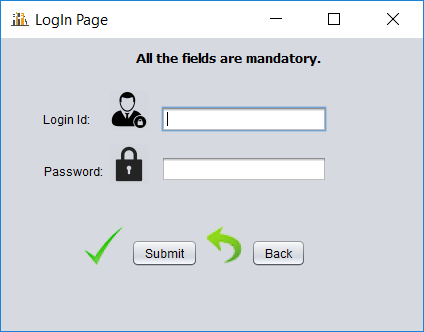 LogIn Page
All the fields are mandatory.
Login Id:
Password:
Submit Back